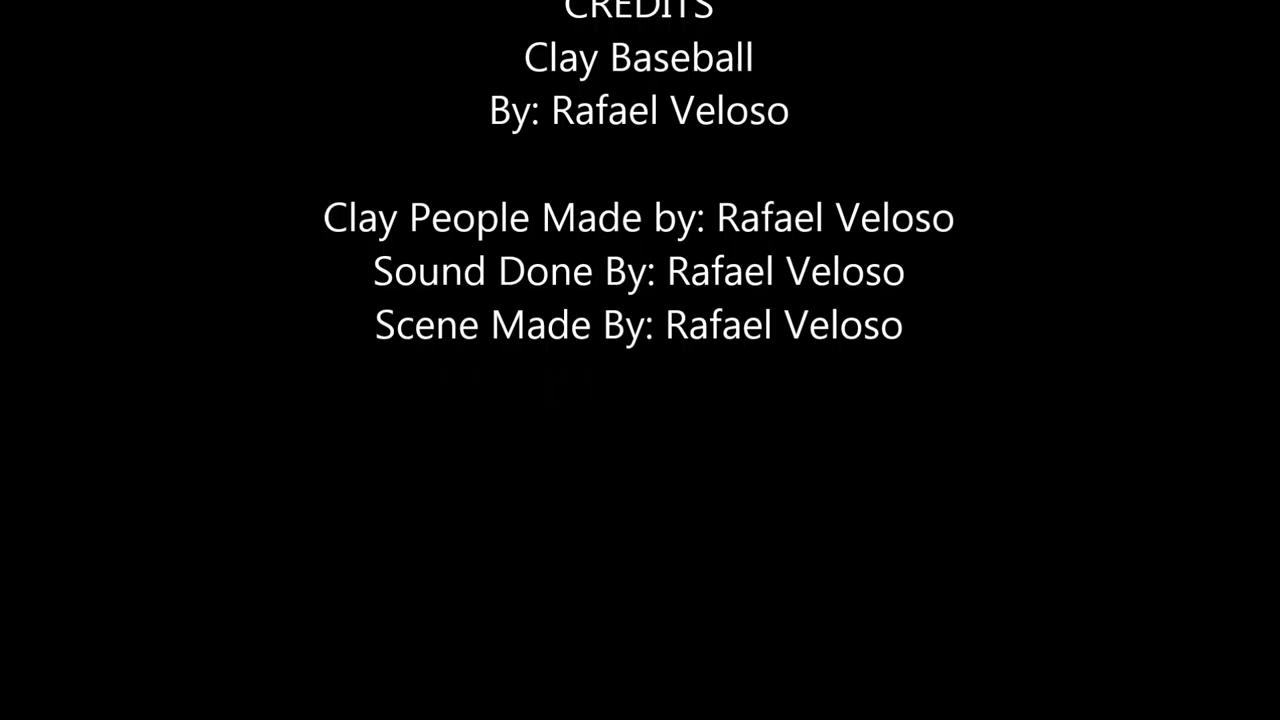 CREDITS
Clay Baseball
By: Rafael Veloso
Clay People Made by: Rafael Veloso
Sound Done By: Rafael Veloso
Scene Made By: Rafael Veloso